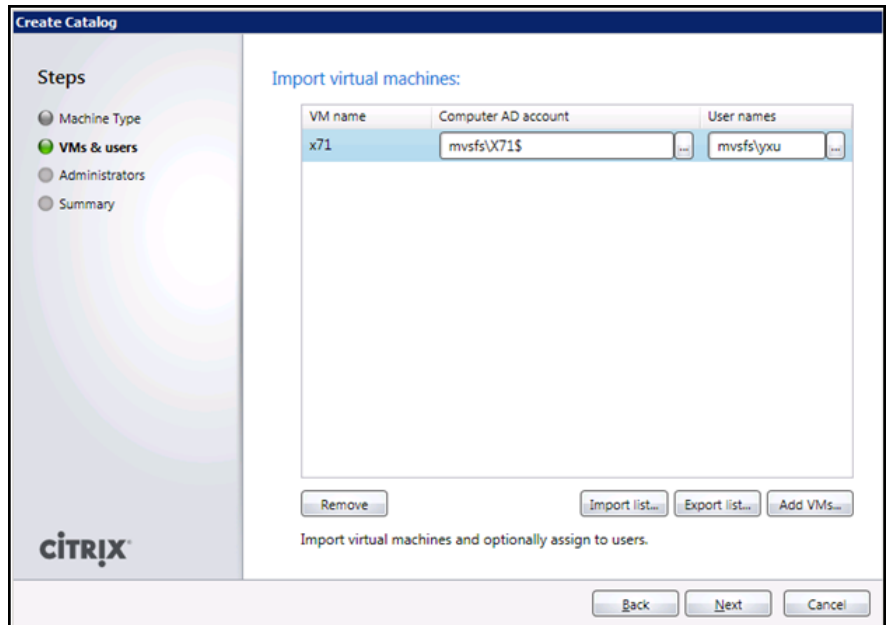 Create Catalog
Steps
Machine Type
VMs & users
Administrators
Summary
CITRIX
Import virtual machines:
VM name Computer AD account User names
x71 mvsfs\X71$ ... mvsfs\yxu ...
Remove Import list... Export list... Add VMs...
Import virtual machines and optionally assign to users.
Back Next Cancel